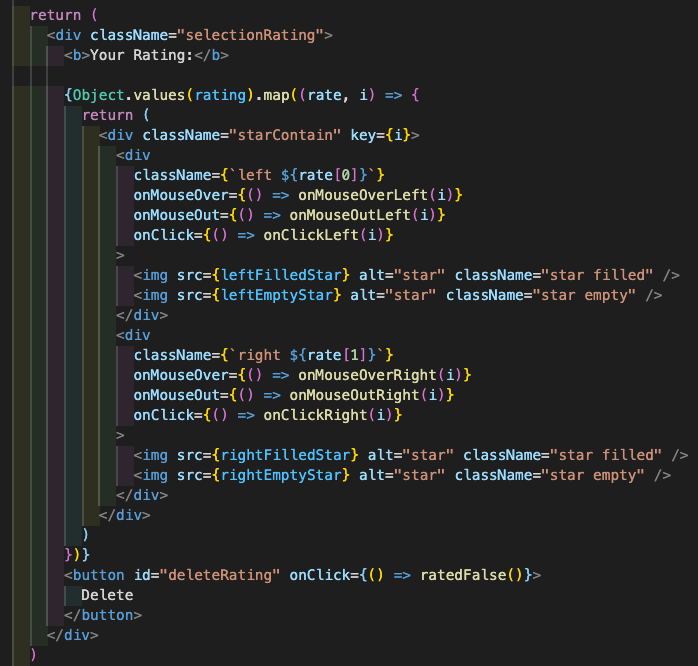 return (
<div className="selectionRating">
<b>Your Rating:</b>
{Object.values(rating).map((rate, i) => {
return (
<div className="starContain" key={i}>
<div
className={`left ${rate[0]}`}
onMouseOver={() => onMouseOverLeft(i)}
onMouseOut={() => onMouseOutLeft(i)}
onClick={() => onClickLeft(i)}
>
<img src={leftFilledStar} alt="star" className="star filled" />
<img src={leftEmptyStar} alt="star" className="star empty" />
</div>
<div
className={`right ${rate[1]}`}
onMouseOver={() => onMouseOverRight(i)}
onMouseOut={() => onMouseOutRight(i)}
onClick={() => onClickRight(i)}
>
<img src={rightFilledStar} alt="star" className="star filled" />
<img src={rightEmptyStar} alt="star" className="star empty" />
</div>
</div>
)
})}
<button id="deleteRating" onClick={() => ratedFalse()}>
Delete
</button>
</div>
)